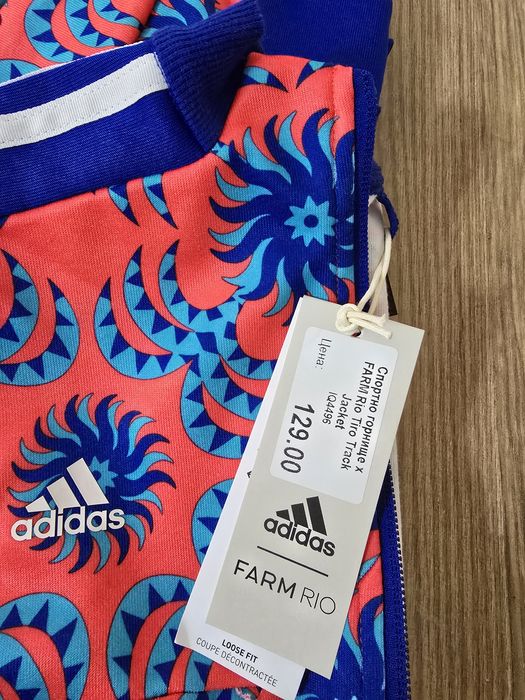 adidas
Спортно горнище x
FARM Rio Tiro Track
Jacket
IQ4496
Цена:
129.00
adidas
FARM RIO
LOOSE FIT
COUPE DÉCONTRACTÉE